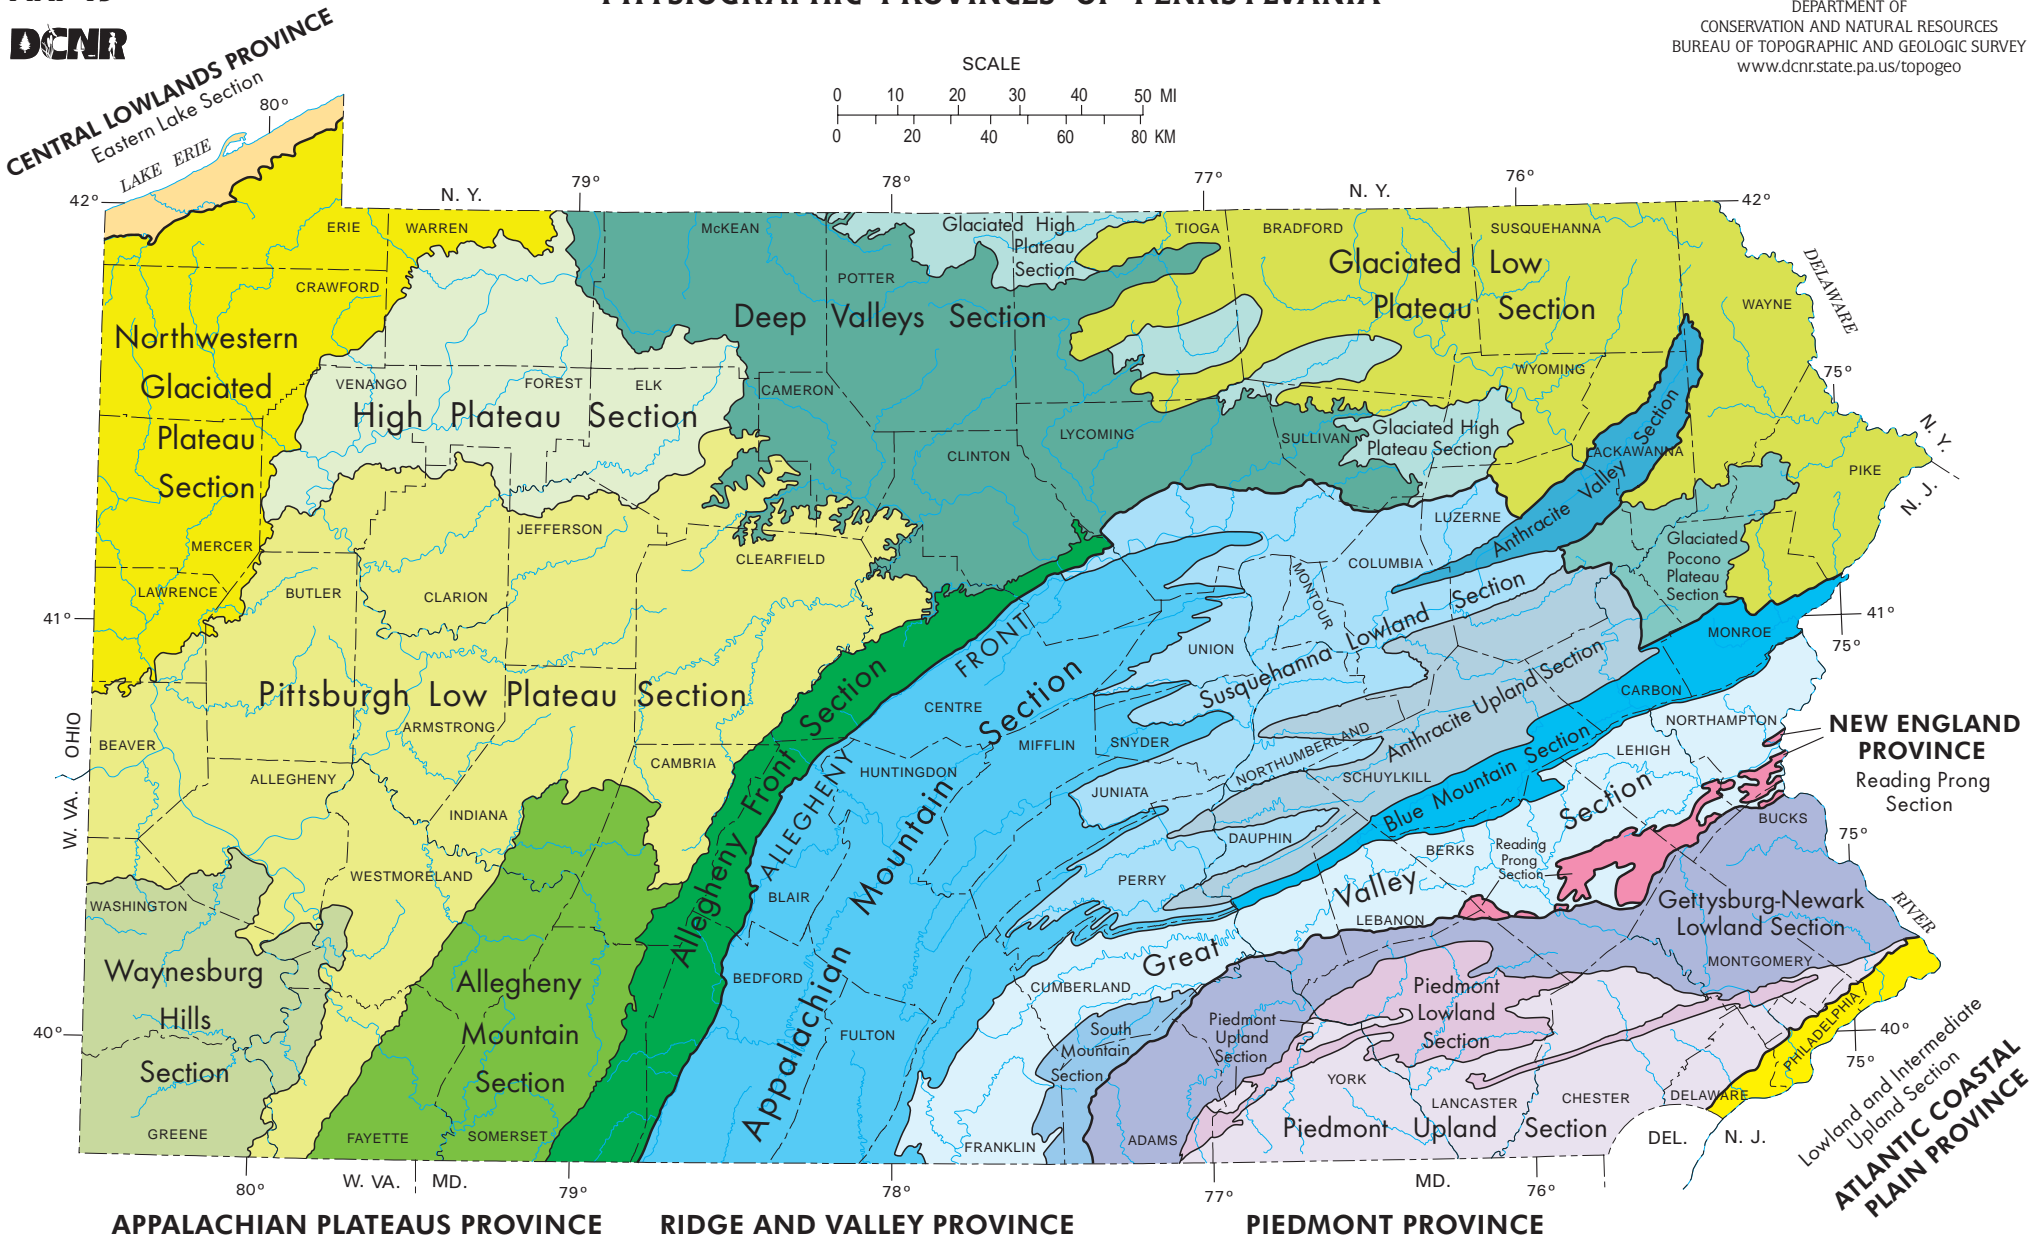 DCNR
DEPARTMENT OF
CONSERVATION AND NATURAL RESOURCES
BUREAU OF TOPOGRAPHIC AND GEOLOGIC SURVEY
www.dcnr.state.pa.us/topogeo
SCALE
0 10 20 30 40 50 MI
0 20 40 60 80 KM
CENTRAL LOWLANDS PROVINCE
Eastern Lake Section
LAKE ERIE
80°
42°
N. Y.
79°
78°
77°
N. Y.
76°
42°
ERIE
WARREN
McKEAN
Glaciated High
Plateau
Section
TIOGA
BRADFORD
SUSQUEHANNA
DELAWARE
CRAWFORD
POTTER
Glaciated Low
Plateau Section
WAYNE
Northwestern
Glaciated
Plateau
Section
Deep Valleys Section
VENANGO
FOREST
ELK
CAMERON
WYOMING
75°
High Plateau Section
LYCOMING
SULLIVAN
Glaciated High
Plateau Section
CLINTON
LACKAWANNA
PIKE
N. Y.
N. J.
Anthracite Valley Section
MERCER
JEFFERSON
CLEARFIELD
LUZERNE
Glaciated
Pocono
Plateau
Section
LAWRENCE
BUTLER
CLARION
COLUMBIA
MONTOUR
41°
41°
75°
MONROE
Susquehanna Lowland Section
UNION
FRONT
ALLEGHENY
Pittsburgh Low Plateau Section
Allegheny Front Section
CENTRE
Anthracite Upland Section
CARBON
ARMSTRONG
OHIO
W. VA.
BEAVER
MIFFLIN
SNYDER
NORTHUMBERLAND
NORTHAMPTON
NEW ENGLAND
PROVINCE
Reading Prong
Section
ALLEGHENY
CAMBRIA
HUNTINGDON
SCHUYLKILL
LEHIGH
JUNIATA
Blue Mountain Section
INDIANA
DAUPHIN
BUCKS
75°
BERKS
Reading
Prong
Section
WESTMORELAND
PERRY
Great Valley Section
WASHINGTON
BLAIR
LEBANON
Gettysburg-Newark
Lowland Section
RIVER
Appalachian Mountain Section
Waynesburg
Hills
Section
Allegheny
Mountain
Section
BEDFORD
CUMBERLAND
MONTGOMERY
Piedmont
Lowland
Section
South
Mountain
Section
Piedmont
Upland
Section
FULTON
PHILADELPHIA
40°
40°
75°
YORK
LANCASTER
CHESTER
DELAWARE
GREENE
FAYETTE
SOMERSET
FRANKLIN
ADAMS
Piedmont Upland Section
DEL.
N. J.
Lowland and Intermediate
Upland Section
ATLANTIC COASTAL
PLAIN PROVINCE
80°
W. VA.
MD.
79°
78°
77°
MD.
76°
APPALACHIAN PLATEAUS PROVINCE
RIDGE AND VALLEY PROVINCE
PIEDMONT PROVINCE